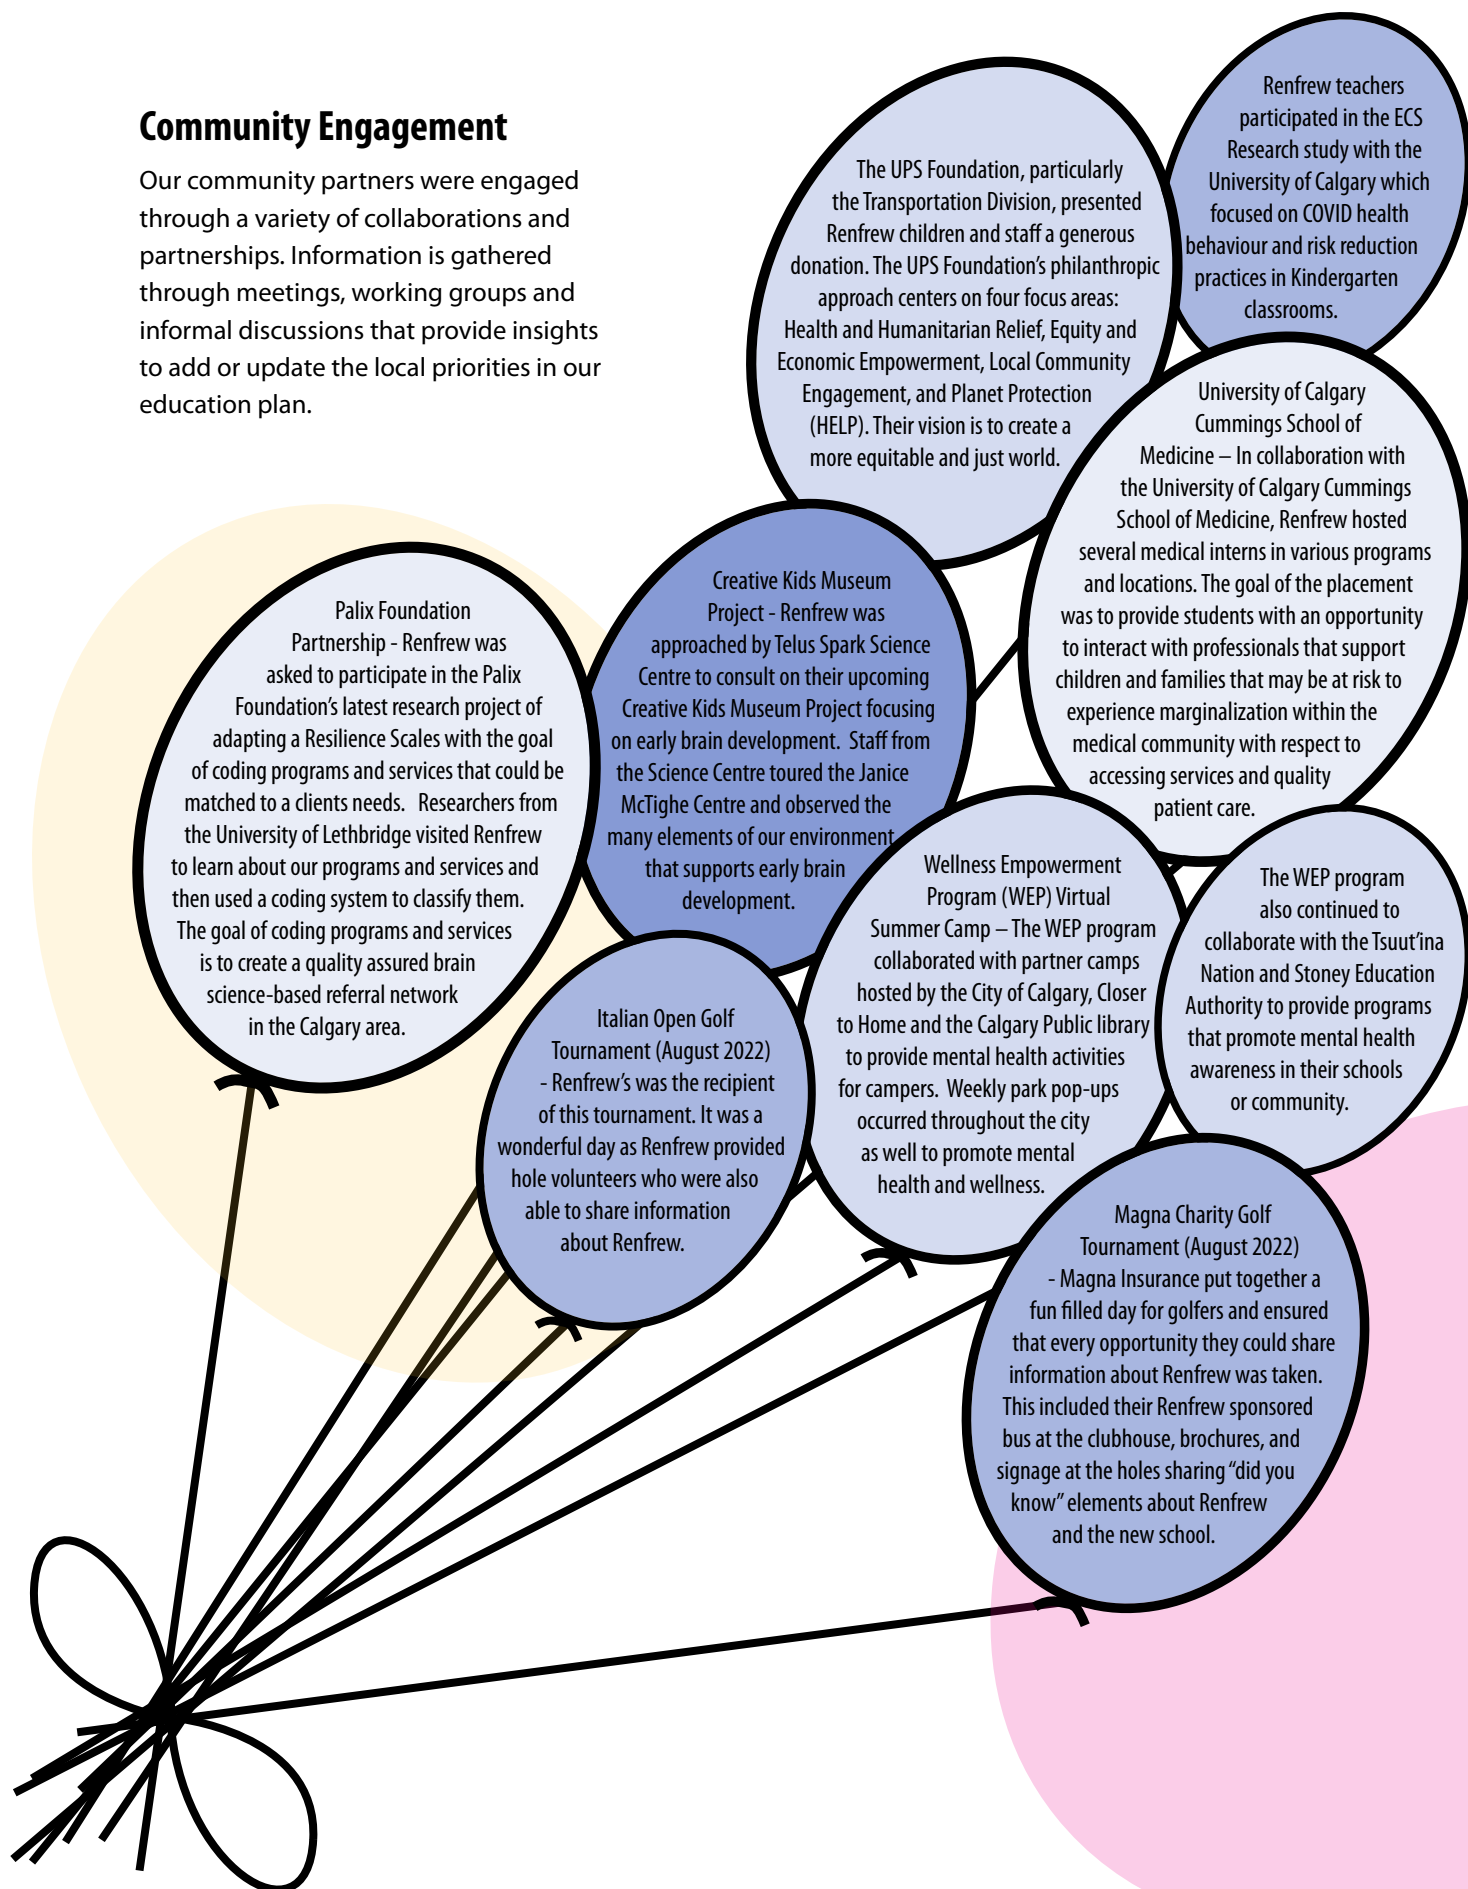 Community Engagement
Our community partners were engaged
through a variety of collaborations and
partnerships. Information is gathered
through meetings, working groups and
informal discussions that provide insights
to add or update the local priorities in our
education plan.
The UPS Foundation, particularly
the Transportation Division, presented
Renfrew children and staff a generous
donation. The UPS Foundation's philanthropic
approach centers on four focus areas:
Health and Humanitarian Relief, Equity and
Economic Empowerment, Local Community
Engagement, and Planet Protection
(HELP). Their vision is to create a
more equitable and just world.
Renfrew teachers
participated in the ECS
Research study with the
University of Calgary which
focused on COVID health
behaviour and risk reduction
practices in Kindergarten
classrooms.
University of Calgary
Cummings School of
Medicine – In collaboration with
the University of Calgary Cummings
School of Medicine, Renfrew hosted
several medical interns in various programs
and locations. The goal of the placement
was to provide students with an opportunity
to interact with professionals that support
children and families that may be at risk to
experience marginalization within the
medical community with respect to
accessing services and quality
patient care.
Palix Foundation
Partnership - Renfrew was
asked to participate in the Palix
Foundation's latest research project of
adapting a Resilience Scales with the goal
of coding programs and services that could be
matched to a clients needs. Researchers from
the University of Lethbridge visited Renfrew
to learn about our programs and services and
then used a coding system to classify them.
The goal of coding programs and services
is to create a quality assured brain
science-based referral network
in the Calgary area.
Creative Kids Museum
Project - Renfrew was
approached by Telus Spark Science
Centre to consult on their upcoming
Creative Kids Museum Project focusing
on early brain development. Staff from
the Science Centre toured the Janice
McTighe Centre and observed the
many elements of our environment
that supports early brain
development.
Wellness Empowerment
Program (WEP) Virtual
Summer Camp – The WEP program
collaborated with partner camps
hosted by the City of Calgary, Closer
to Home and the Calgary Public library
to provide mental health activities
for campers. Weekly park pop-ups
occurred throughout the city
as well to promote mental
health and wellness.
The WEP program
also continued to
collaborate with the Tsuut'ina
Nation and Stoney Education
Authority to provide programs
that promote mental health
awareness in their schools
or community.
Italian Open Golf
Tournament (August 2022)
- Renfrew's was the recipient
of this tournament. It was a
wonderful day as Renfrew provided
hole volunteers who were also
able to share information
about Renfrew.
Magna Charity Golf
Tournament (August 2022)
- Magna Insurance put together a
fun filled day for golfers and ensured
that every opportunity they could share
information about Renfrew was taken.
This included their Renfrew sponsored
bus at the clubhouse, brochures, and
signage at the holes sharing “did you
know” elements about Renfrew
and the new school.